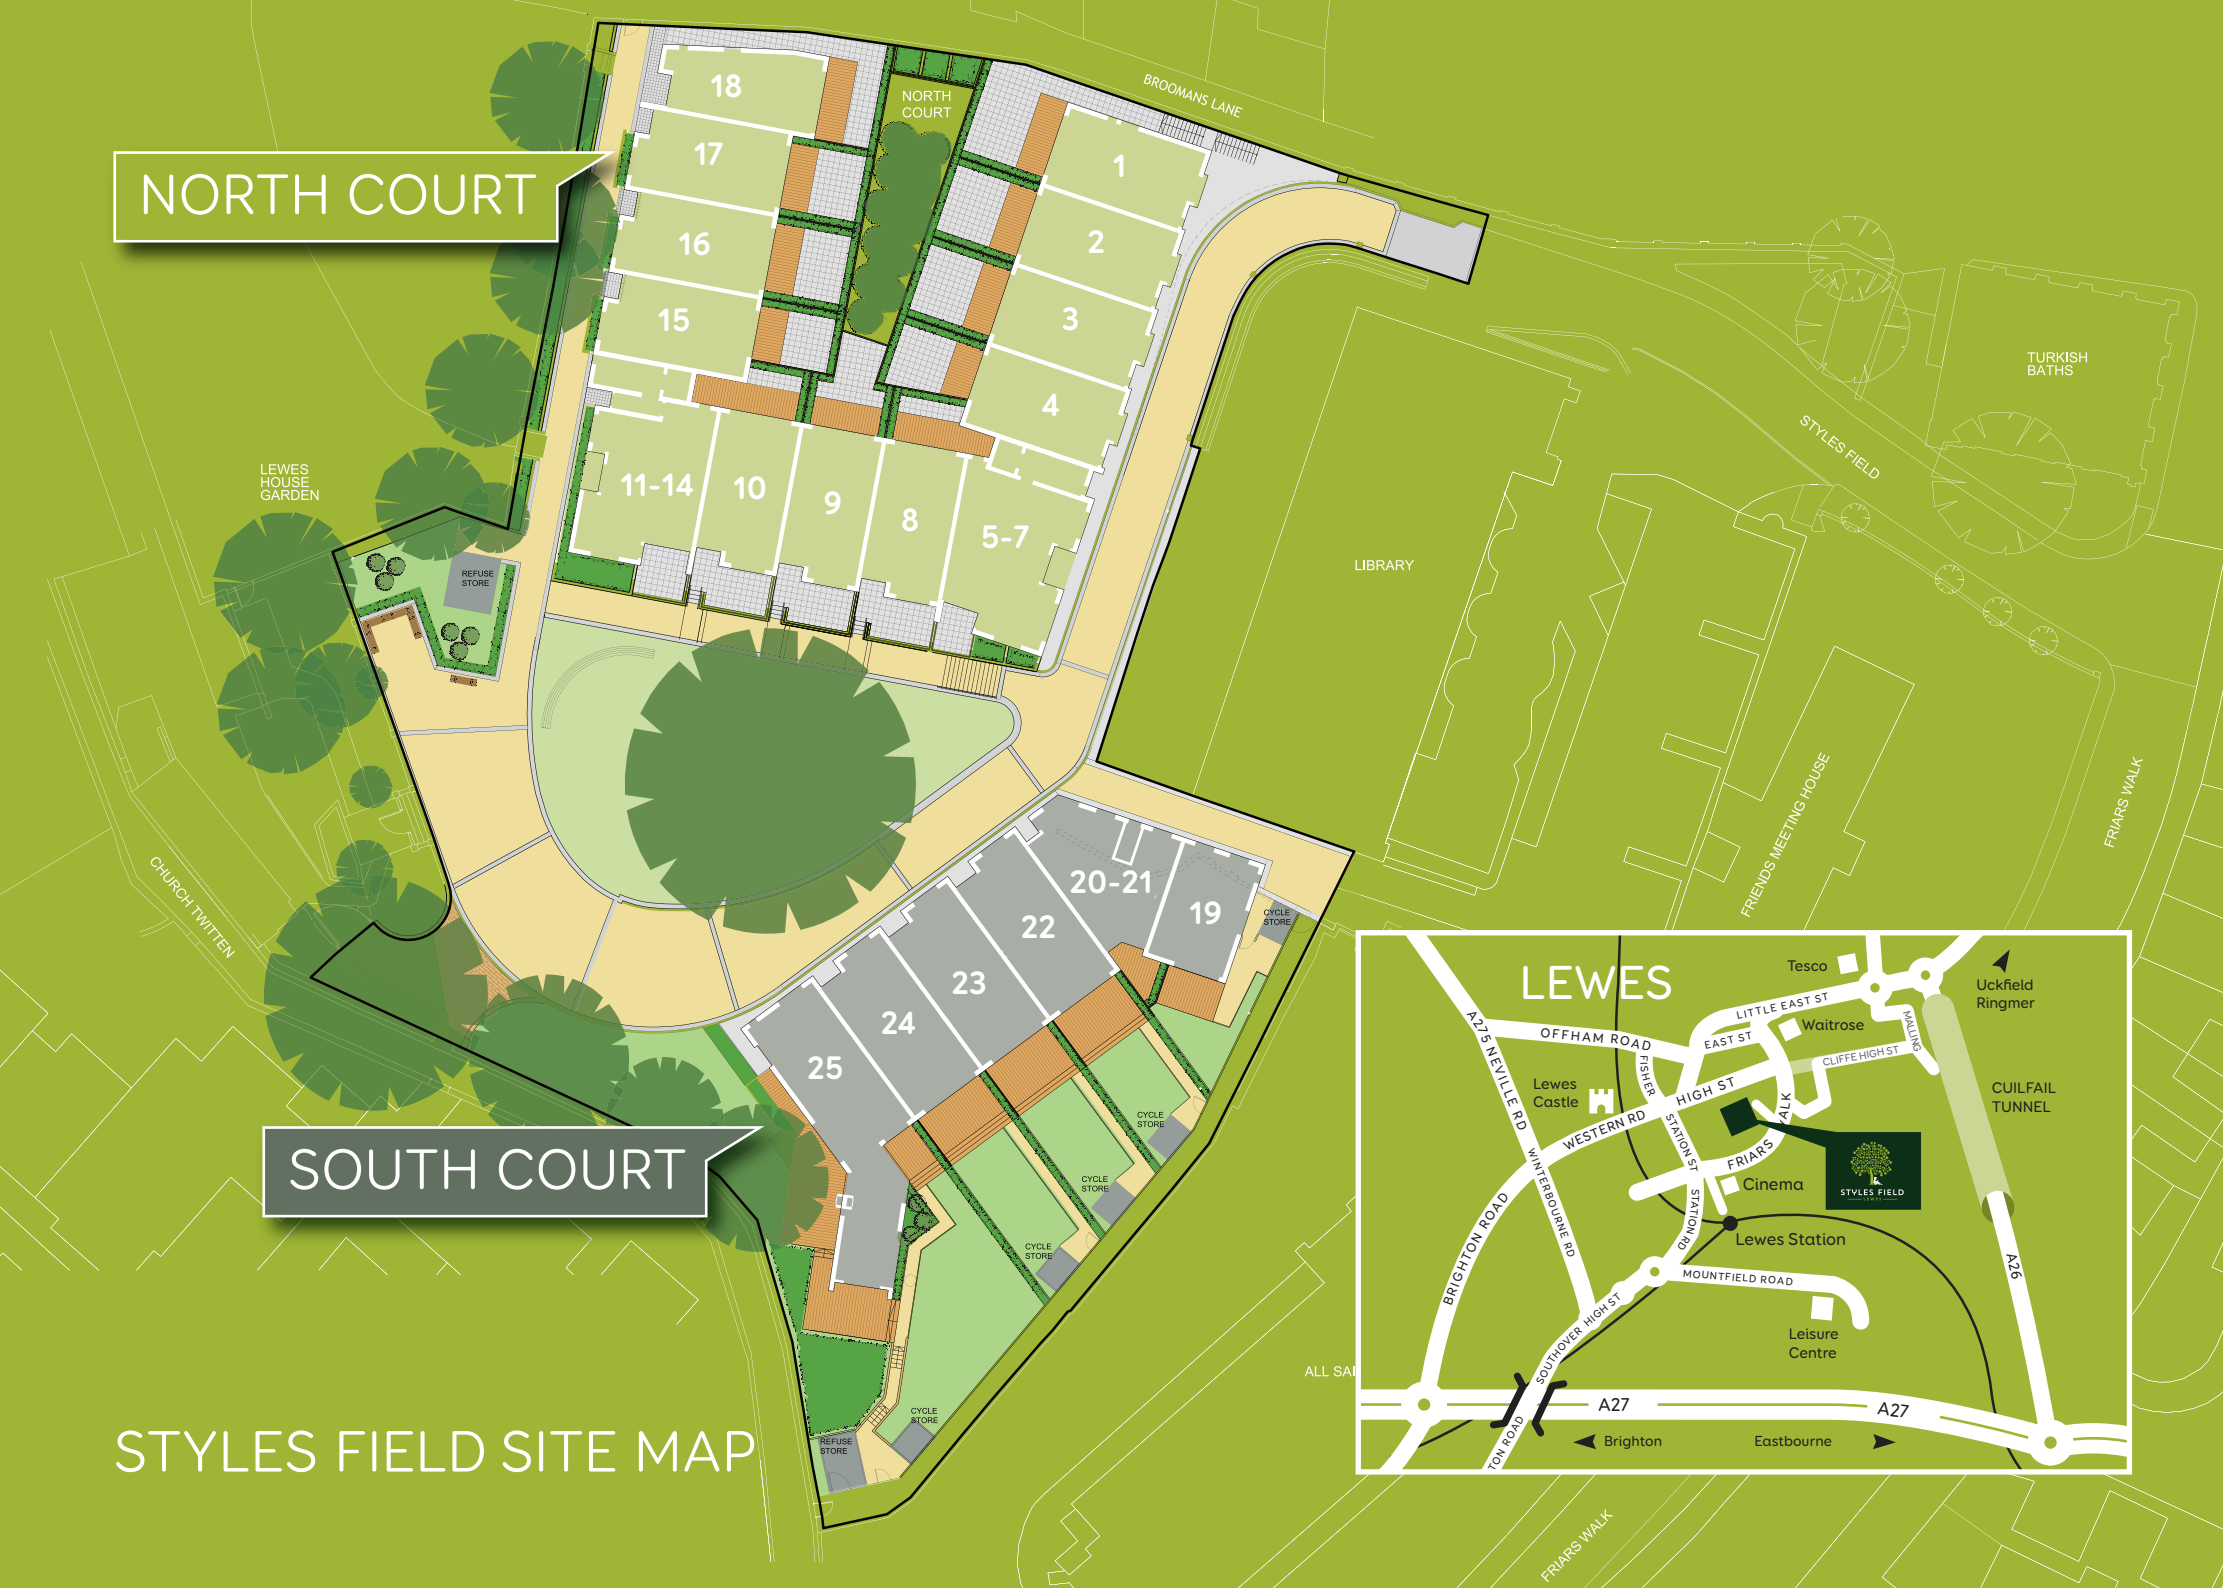 NORTH COURT
18
17
16
15
NORTH
COURT
1
2
3
4
11-14
10
9
8
5-7
BROOMANS LANE
LEWES
HOUSE
GARDEN
REFUSE
STORE
LIBRARY
TURKISH
BATHS
STYLES FIELD
FRIENDS MEETING HOUSE
FRIARS WALK
CHURCH TWITTEN
SOUTH COURT
20-21
19
22
23
24
25
CYCLE
STORE
CYCLE
STORE
CYCLE
STORE
CYCLE
STORE
CYCLE
STORE
REFUSE
STORE
ALL SAI
FRIARS WALK
STYLES FIELD SITE MAP
LEWES
Tesco
Uckfield
Ringmer
LITTLE EAST ST
Waitrose
EAST ST
MALLING
OFFHAM ROAD
A275 NEVILLE RD
FISHER
CLIFFE HIGH ST
Lewes
Castle
HIGH ST
CUILFAIL
TUNNEL
WESTERN RD
STATION ST
FRIARS
ALK
STYLES FIELD
LEWES
Cinema
WINTERBOURNE RD
STATION RD
BRIGHTON ROAD
Lewes Station
A26
MOUNTFIELD ROAD
SOUTHOVER HIGH ST
Leisure
Centre
A27
A27
Brighton
Eastbourne
TON ROAD